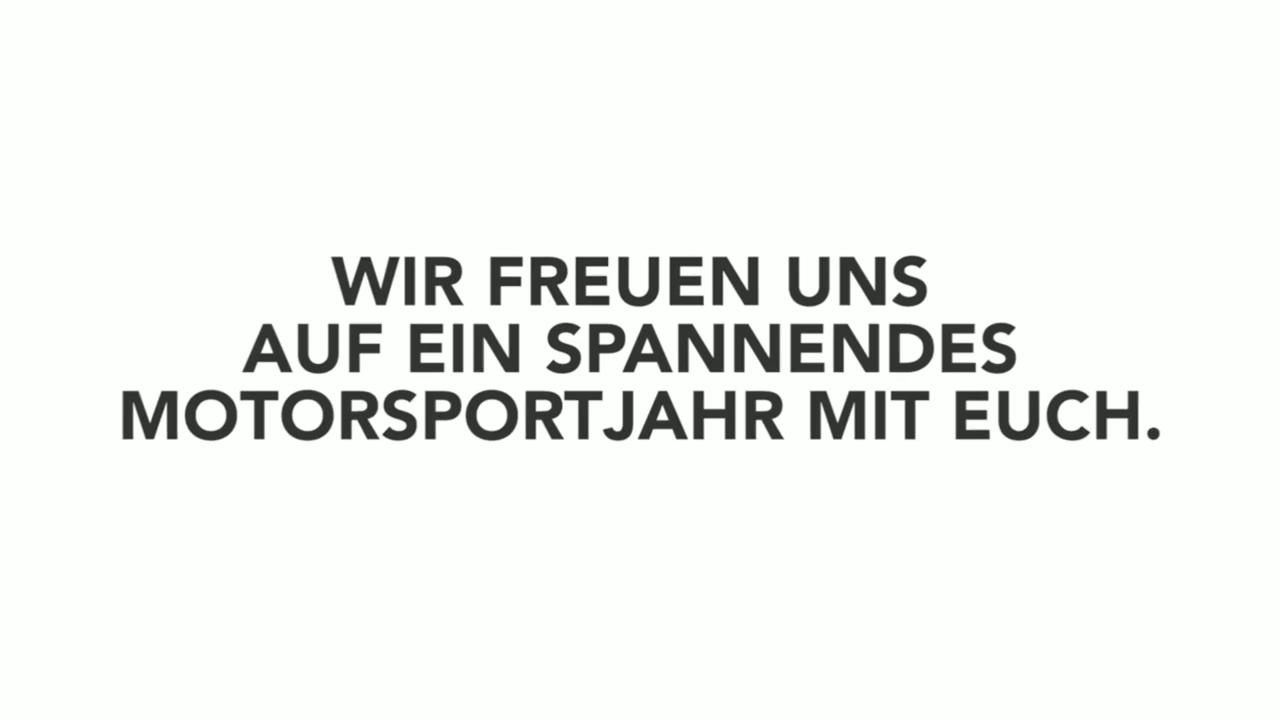 WIR FREUEN UNS
AUF EIN SPANNENDES
MOTORSPORTJAHR MIT EUCH.